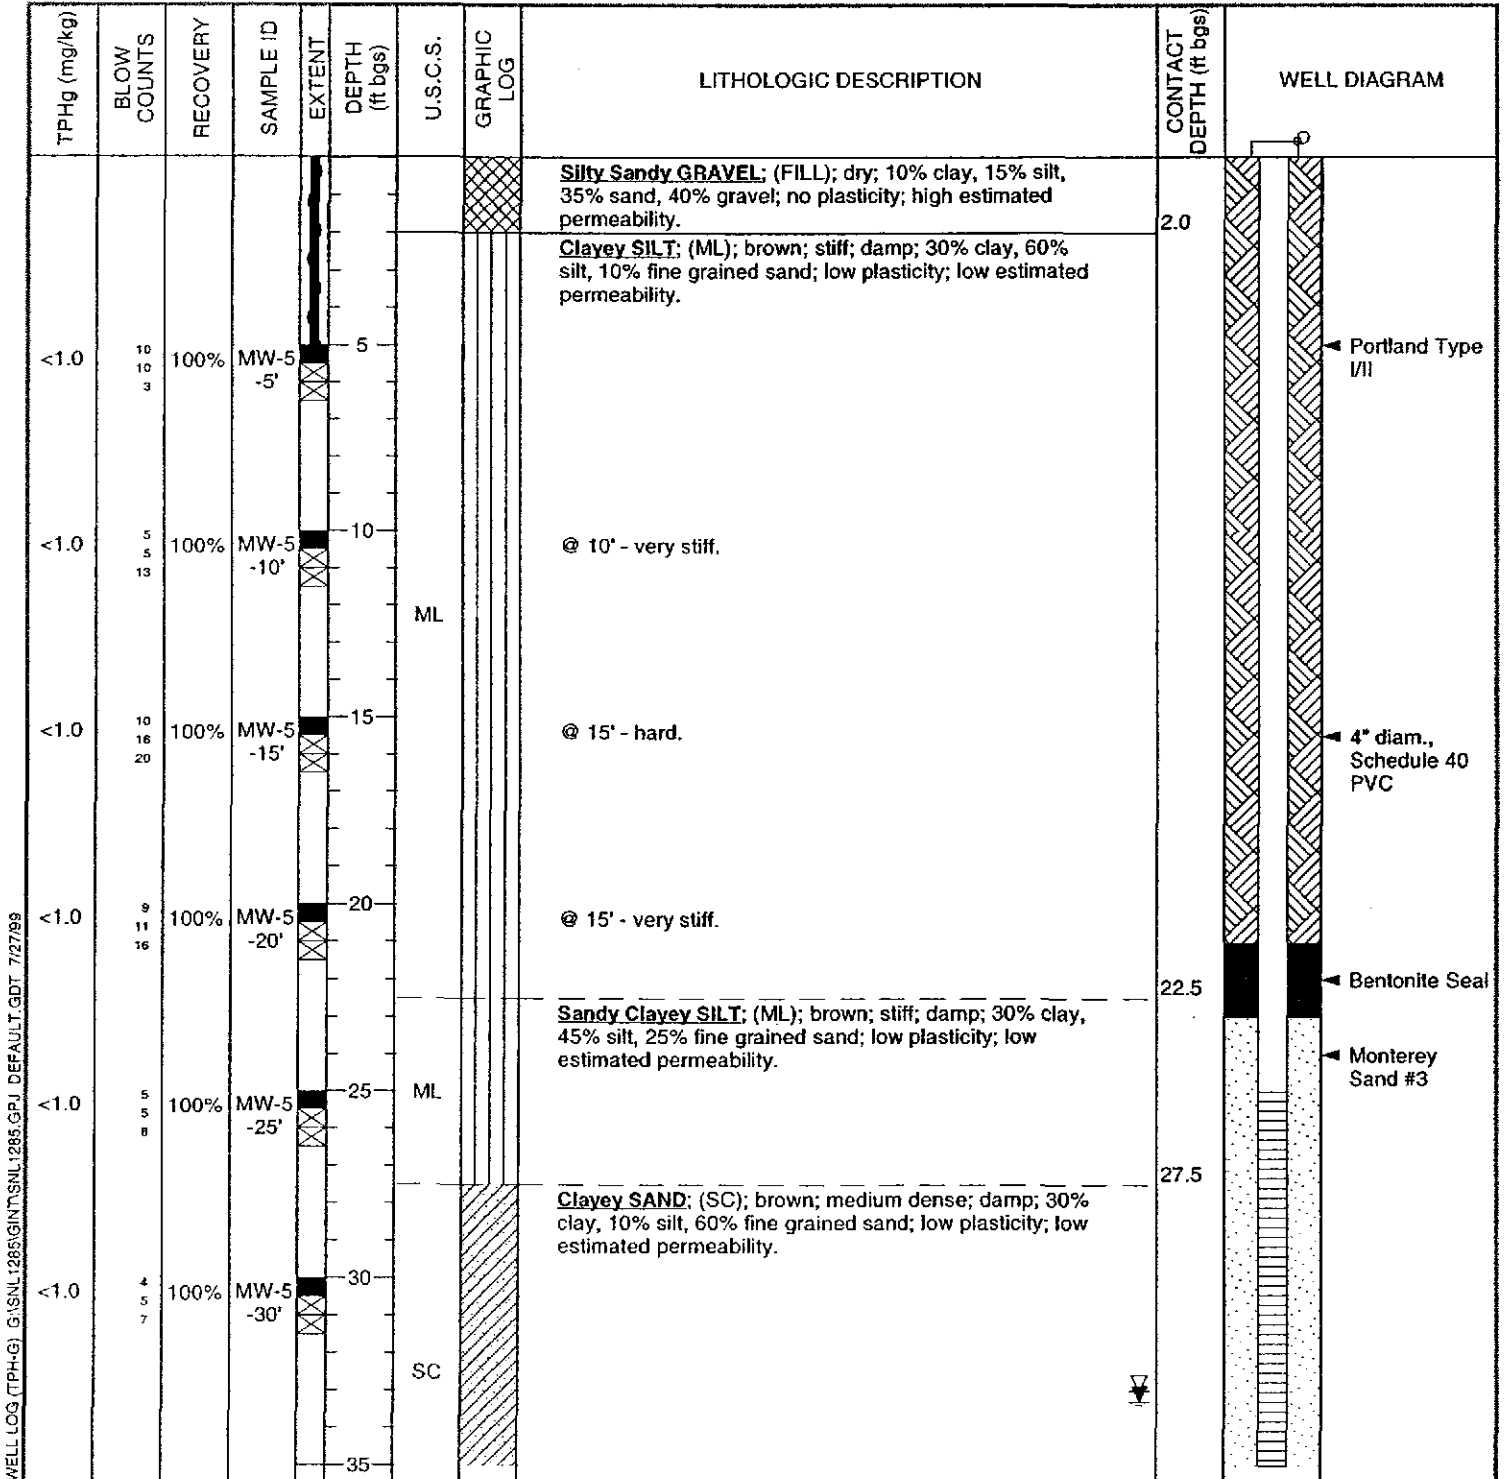 TPHg (mg/kg)
BLOW
COUNTS
RECOVERY
SAMPLE ID
EXTENT
DEPTH
(ft bgs)
U.S.C.S.
GRAPHIC
LOG
LITHOLOGIC DESCRIPTION
CONTACT
DEPTH (ft bgs)
WELL DIAGRAM
Silty Sandy GRAVEL; (FILL); dry; 10% clay, 15% silt,
35% sand, 40% gravel; no plasticity; high estimated
permeability.
2.0
Clayey SILT; (ML); brown; stiff; damp; 30% clay, 60%
silt, 10% fine grained sand; low plasticity; low estimated
permeability.
<1.0
10
10
3
100%
MW-5
-5'
5
Portland Type
I/II
<1.0
5
5
13
100%
MW-5
-10'
10
@ 10' - very stiff.
ML
<1.0
10
16
20
100%
MW-5
-15'
15
@ 15' - hard.
4" diam.,
Schedule 40
PVC
<1.0
9
11
16
100%
MW-5
-20'
20
@ 15' - very stiff.
Bentonite Seal
22.5
Sandy Clayey SILT; (ML); brown; stiff; damp; 30% clay,
45% silt, 25% fine grained sand; low plasticity; low
estimated permeability.
Monterey
Sand #3
<1.0
5
5
8
100%
MW-5
-25'
25
ML
27.5
Clayey SAND; (SC); brown; medium dense; damp; 30%
clay, 10% silt, 60% fine grained sand; low plasticity; low
estimated permeability.
<1.0
4
5
7
100%
MW-5
-30'
30
SC
35
WELL LOG (TPH-G) G:\SNL1285\GINT\SNL1285.GPJ DEFAULT.GDT 7/27/99